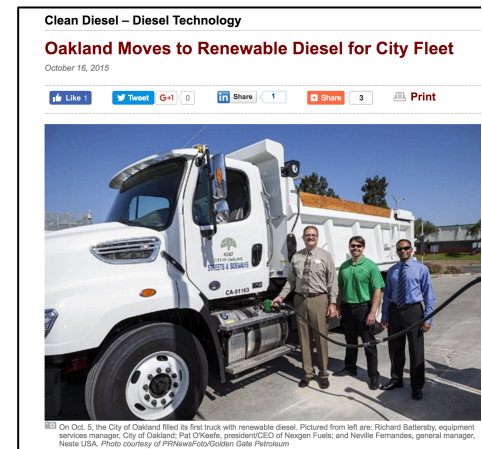 Clean Diesel – Diesel Technology
Oakland Moves to Renewable Diesel for City Fleet
October 16, 2015
Like 1
Tweet
G+1
0
in Share
1
Share
3
Print
CITY OF OAKLAND
STREETS & SIDEWALKS
CA-51163
On Oct. 5, the City of Oakland filled its first truck with renewable diesel. Pictured from left are: Richard Battersby, equipment
services manager, City of Oakland; Pat O'Keefe, president/CEO of Nexgen Fuels; and Neville Fernandes, general manager,
Neste USA. Photo courtesy of PRNewsFoto/Golden Gate Petroleum